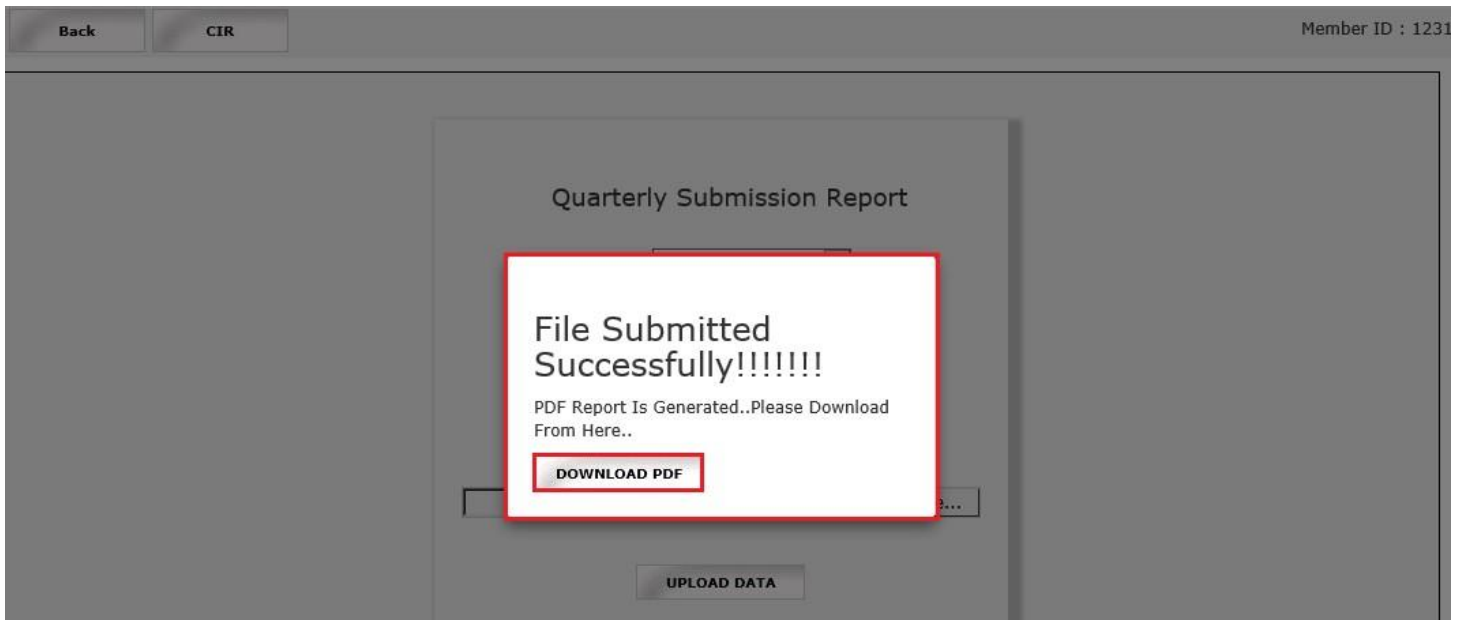 Back CIR Member ID : 1231
Quarterly Submission Report
File Submitted
Successfully!!!!!!!
PDF Report Is Generated..Please Download
From Here..
DOWNLOAD PDF
UPLOAD DATA